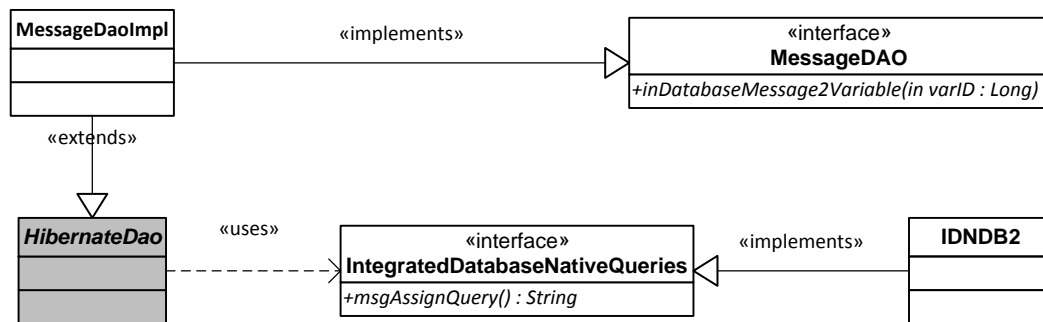 MessageDaoImpl
«implements»
«interface»
MessageDAO
+inDatabaseMessage2Variable(in varID : Long)
«extends»
HibernateDao
«uses»
«interface»
IntegratedDatabaseNativeQueries
+msgAssignQuery() : String
«implements»
IDNDB2